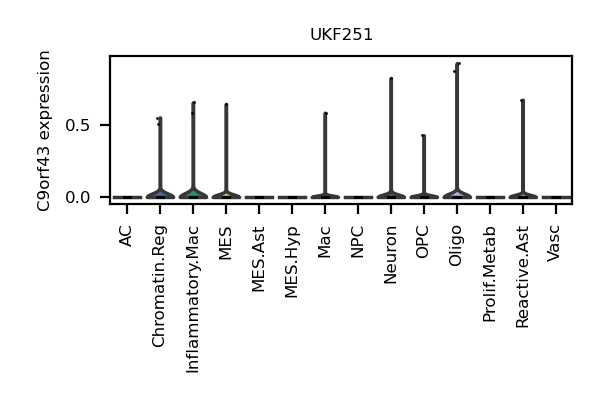 UKF251
C9orf43 expression
0.5
0.0
AC
Chromatin.Reg
Inflammatory.Mac
MES
MES.Ast
MES.Hyp
Mac
NPC
Neuron
OPC
Oligo
Prolif.Metab
Reactive.Ast
Vasc